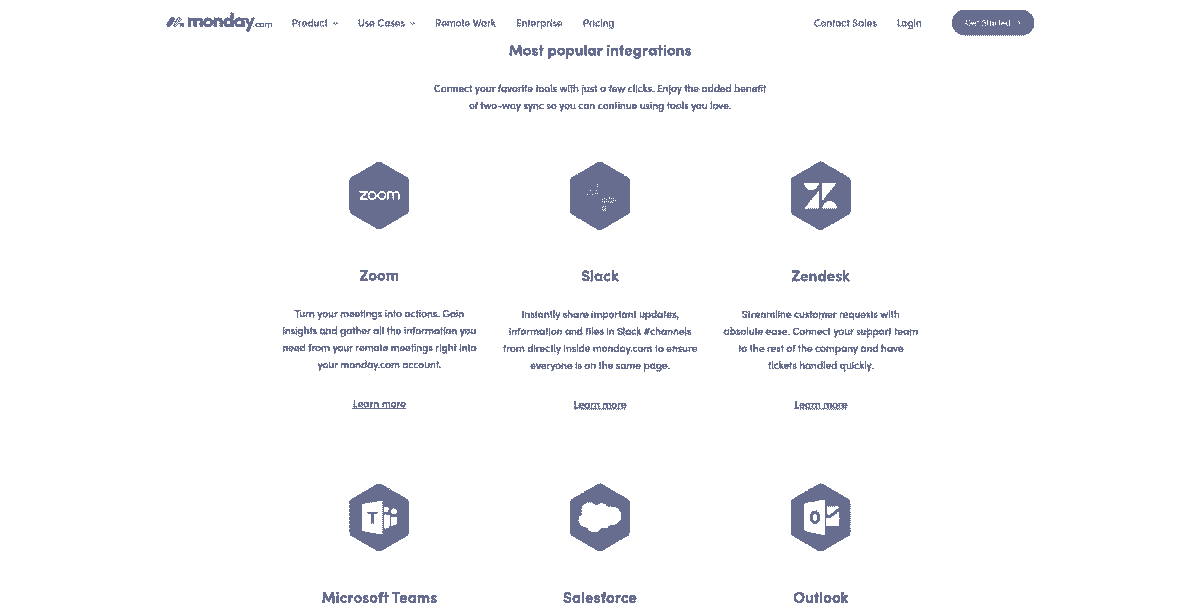 monday.com Product Use Cases Remote Work Enterprise Pricing Contact Sales Login Get Started
Most popular integrations
Connect your favorite tools with just a few clicks. Enjoy the added benefit
of two-way sync so you can continue using tools you love.
zoom
Zoom
Turn your meetings into actions. Gain
insights and gather all the information you
need from your remote meetings right into
your monday.com account.
Learn more
Slack
Instantly share important updates,
information and files in Slack #channels
from directly inside monday.com to ensure
everyone is on the same page.
Learn more
Zendesk
Streamline customer requests with
absolute ease. Connect your support team
to the rest of the company and have
tickets handled quickly.
Learn more
T
Microsoft Teams
Salesforce
O
Outlook